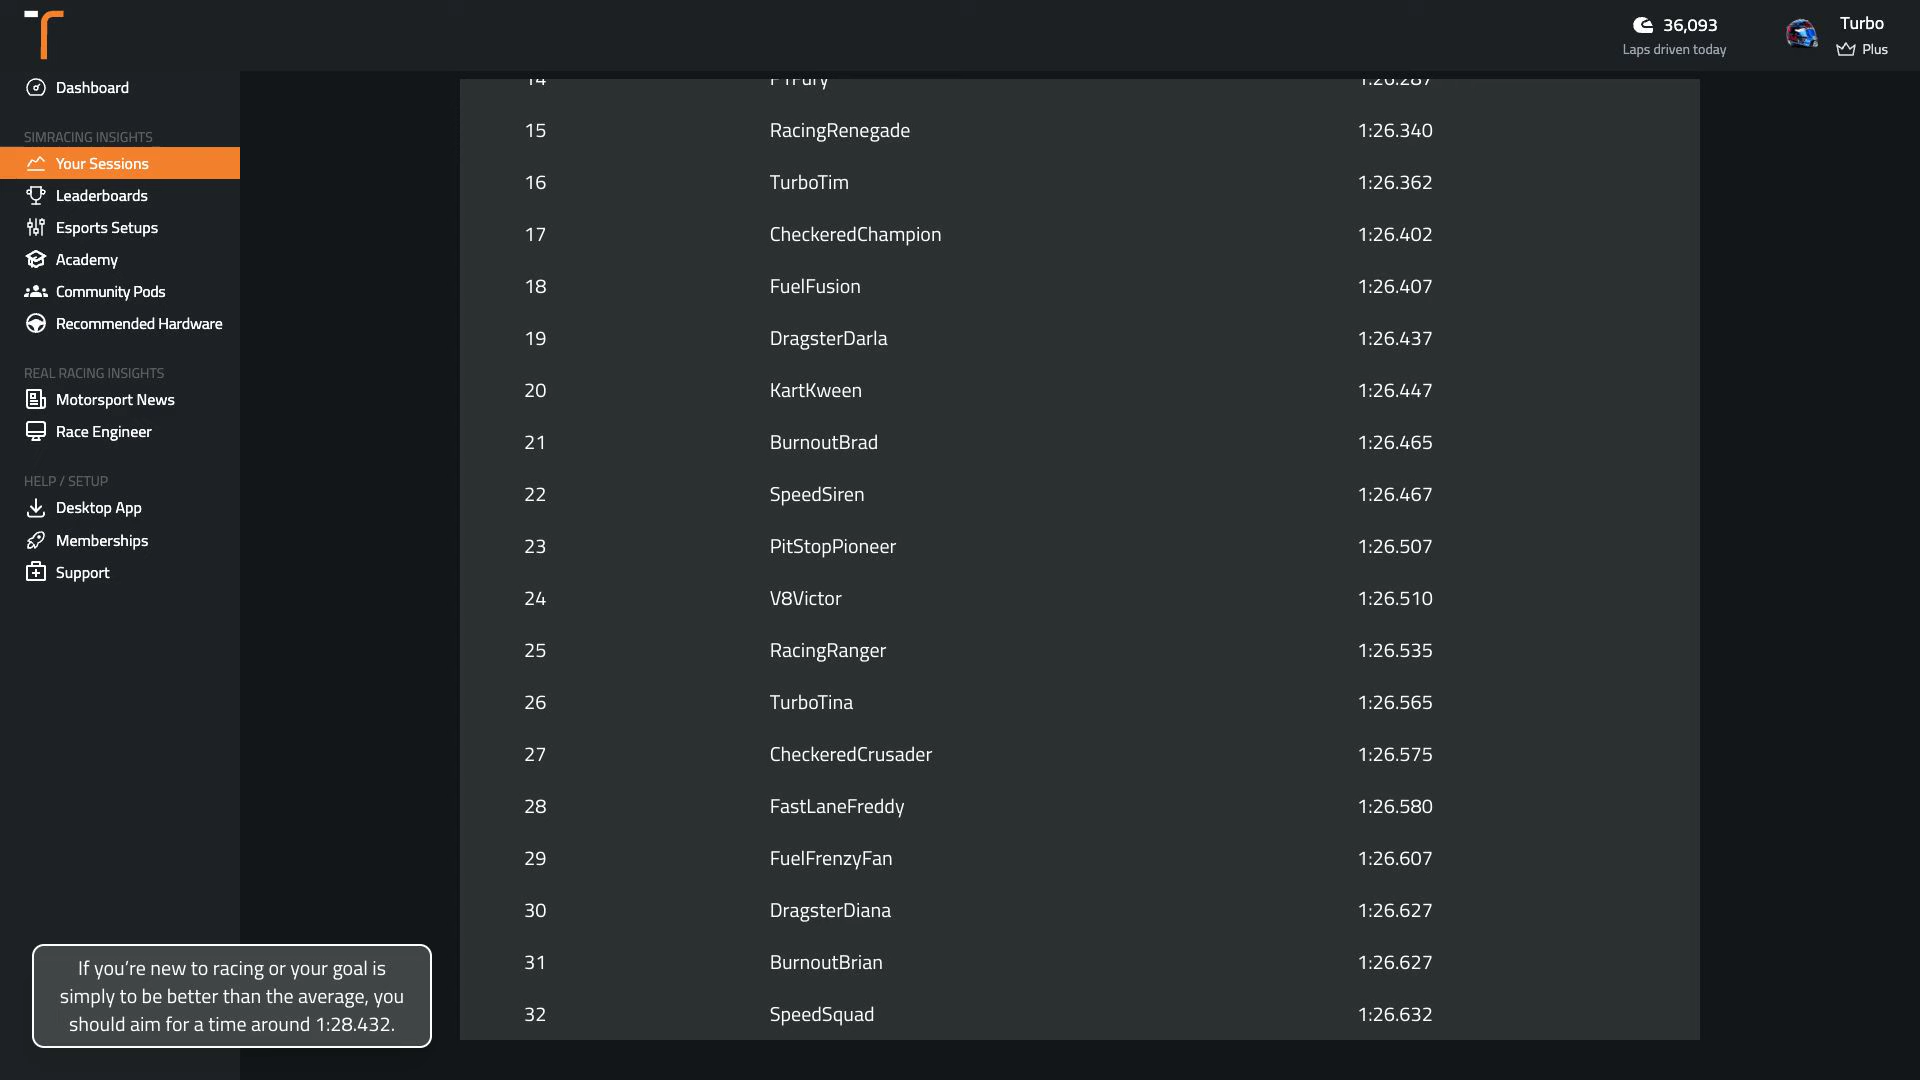 36,093
Laps driven today
Turbo
Plus
Dashboard
SIMRACING INSIGHTS
Your Sessions
Leaderboards
Esports Setups
Academy
Community Pods
Recommended Hardware
REAL RACING INSIGHTS
Motorsport News
Race Engineer
HELP / SETUP
Desktop App
Memberships
Support
14 F1Fury 1:26.287
15 RacingRenegade 1:26.340
16 TurboTim 1:26.362
17 CheckeredChampion 1:26.402
18 FuelFusion 1:26.407
19 DragsterDarla 1:26.437
20 KartKween 1:26.447
21 BurnoutBrad 1:26.465
22 SpeedSiren 1:26.467
23 PitStopPioneer 1:26.507
24 V8Victor 1:26.510
25 RacingRanger 1:26.535
26 TurboTina 1:26.565
27 CheckeredCrusader 1:26.575
28 FastLaneFreddy 1:26.580
29 FuelFrenzyFan 1:26.607
30 DragsterDiana 1:26.627
31 BurnoutBrian 1:26.627
32 SpeedSquad 1:26.632
If you’re new to racing or your goal is
simply to be better than the average, you
should aim for a time around 1:28.432.